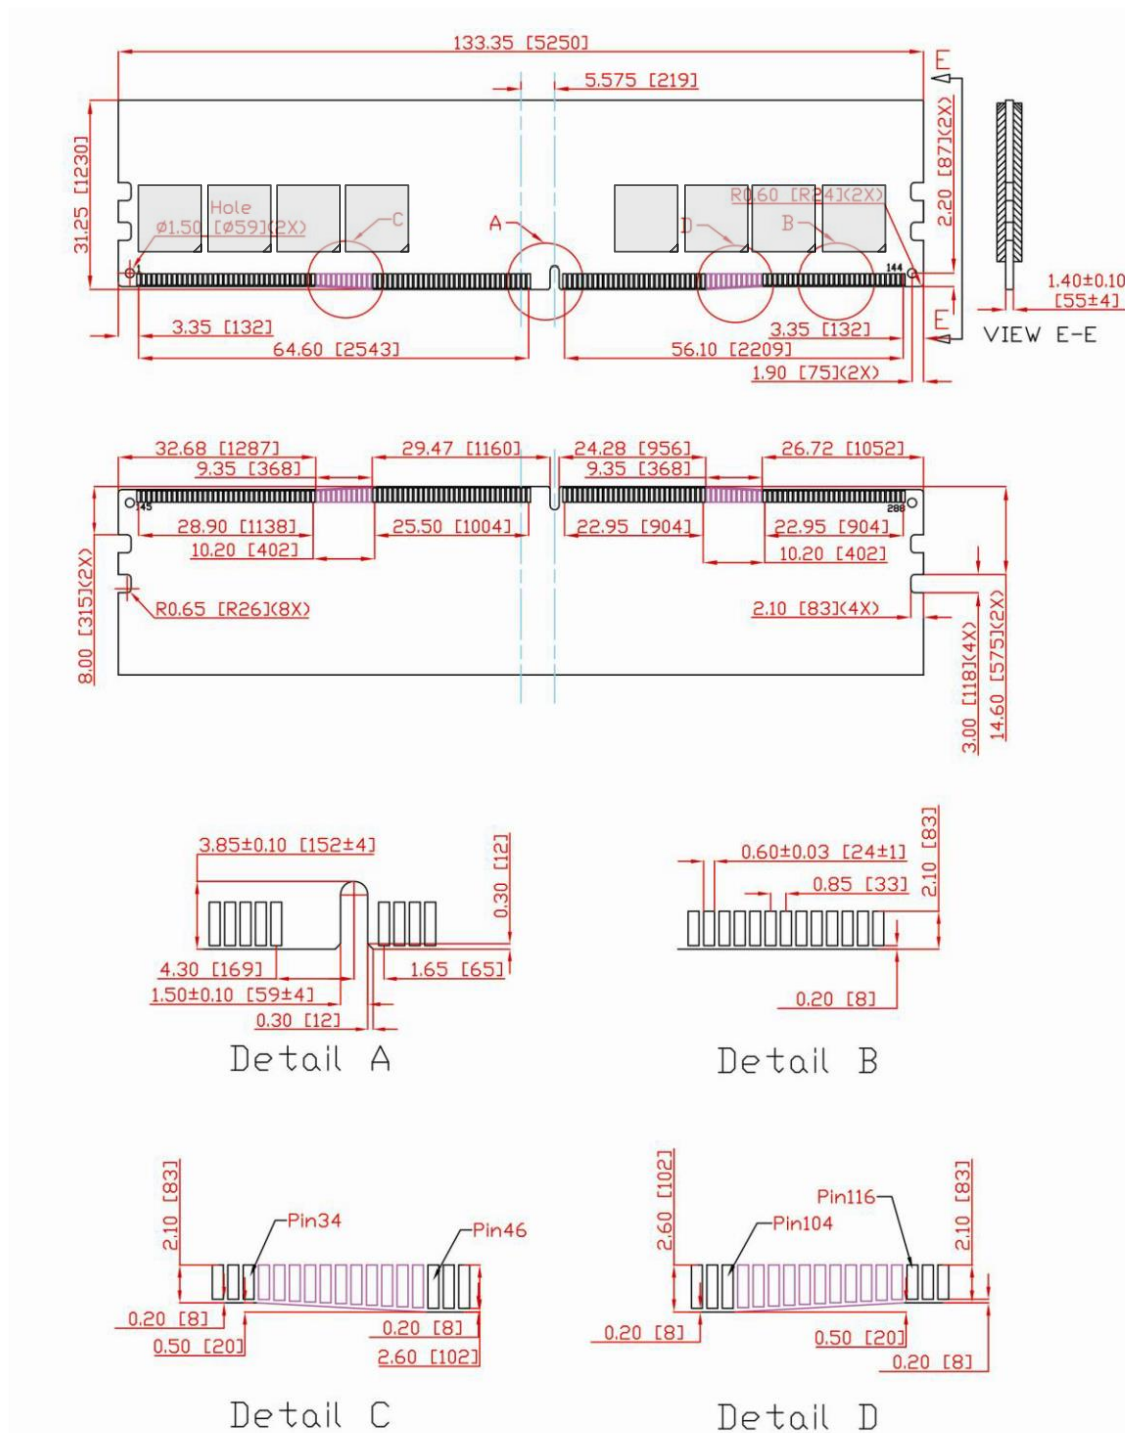 133.35 [5250]
5.575 [219]
E
31.25 [1230]
2.20 [87](2X)
Hole
Ø1.50 [Ø59](2X)
C
A
D
B
R0.60 [R24](2X)
1
144
1.40±0.10
[55±4]
3.35 [132]
3.35 [132]
E
VIEW E-E
64.60 [2543]
56.10 [2209]
1.90 [75](2X)
32.68 [1287]
29.47 [1160]
24.28 [956]
26.72 [1052]
9.35 [368]
9.35 [368]
145
288
28.90 [1138]
25.50 [1004]
22.95 [904]
22.95 [904]
10.20 [402]
10.20 [402]
8.00 [315](2X)
R0.65 [R26](8X)
2.10 [83](4X)
3.00 [118](4X)
14.60 [575](2X)
3.85±0.10 [152±4]
0.30 [12]
4.30 [169]
1.65 [65]
1.50±0.10 [59±4]
0.30 [12]
Detail A
0.60±0.03 [24±1]
2.10 [83]
0.85 [33]
0.20 [8]
Detail B
2.10 [83]
Pin34
Pin46
0.20 [8]
0.20 [8]
0.50 [20]
2.60 [102]
Detail C
2.60 [102]
Pin116
Pin104
2.10 [83]
0.20 [8]
0.50 [20]
0.20 [8]
Detail D